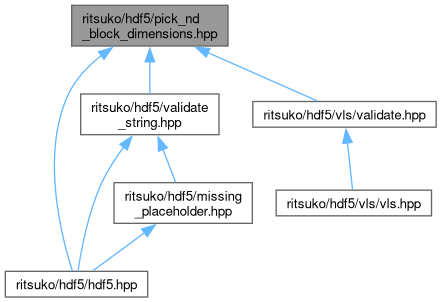 ritsuko/hdf5/pick_nd
_block_dimensions.hpp
ritsuko/hdf5/validate
_string.hpp
ritsuko/hdf5/vls/validate.hpp
ritsuko/hdf5/missing
_placeholder.hpp
ritsuko/hdf5/vls/vls.hpp
ritsuko/hdf5/hdf5.hpp